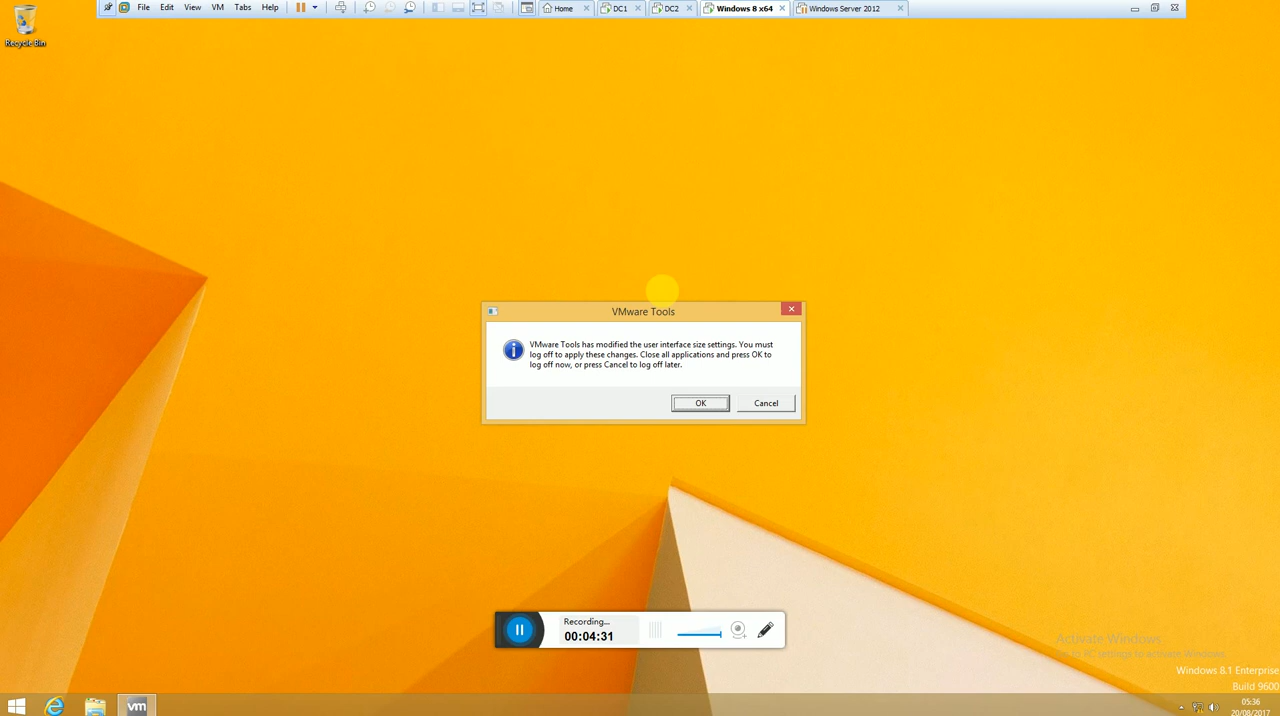 File Edit View VM Tabs Help Home DC1 DC2 Windows 8 x64 Windows Server 2012
Recycle Bin
VMware Tools
VMware Tools has modified the user interface size settings. You must
log off to apply these changes. Close all applications and press OK to
log off now, or press Cancel to log off later.
OK Cancel
Recording...
00:04:31
Activate Windows
Go to PC settings to activate Windows.
Windows 8.1 Enterprise
Build 9600
vm
05:36
20/08/2017